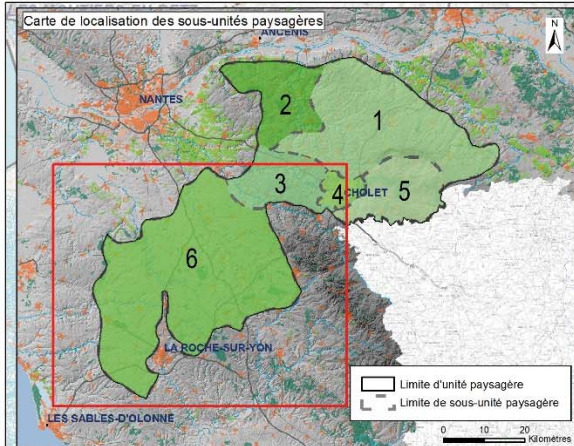 Carte de localisation des sous-unités paysagères
N
ANCENIS
NANTES
2
1
3
4
CHOLET
5
6
LA ROCHE-SUR-YON
LES SABLES-D'OLONNE
Limite d'unité paysagère
Limite de sous-unité paysagère
0 10 20
Kilomètres